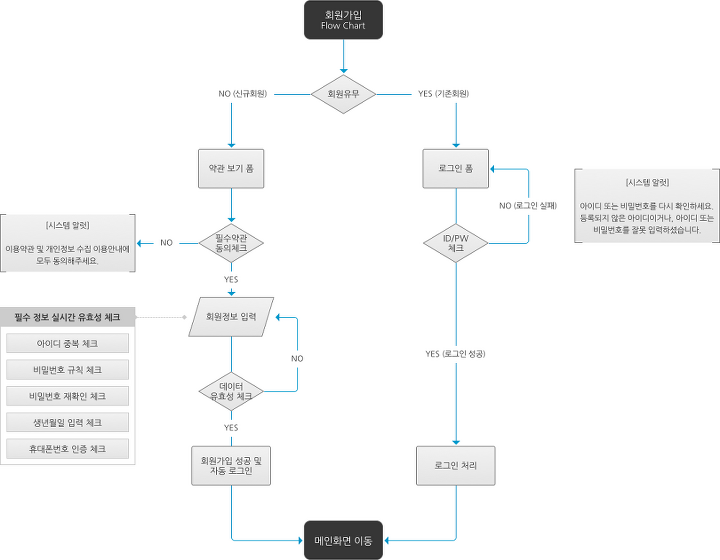 회원가입
Flow Chart
회원유무
NO (신규회원)
YES (기존회원)
약관 보기 폼
로그인 폼
NO (로그인 실패)
[시스템 알럿]
아이디 또는 비밀번호를 다시 확인하세요.
등록되지 않은 아이디이거나, 아이디 또는
비밀번호를 잘못 입력하셨습니다.
[시스템 알럿]
이용약관 및 개인정보 수집 이용안내에
모두 동의해주세요.
NO
필수약관
동의체크
ID/PW
체크
YES
필수 정보 실시간 유효성 체크
아이디 중복 체크
비밀번호 규칙 체크
비밀번호 재확인 체크
생년월일 입력 체크
휴대폰번호 인증 체크
회원정보 입력
NO
YES (로그인 성공)
데이터
유효성 체크
YES
회원가입 성공 및
자동 로그인
로그인 처리
메인화면 이동